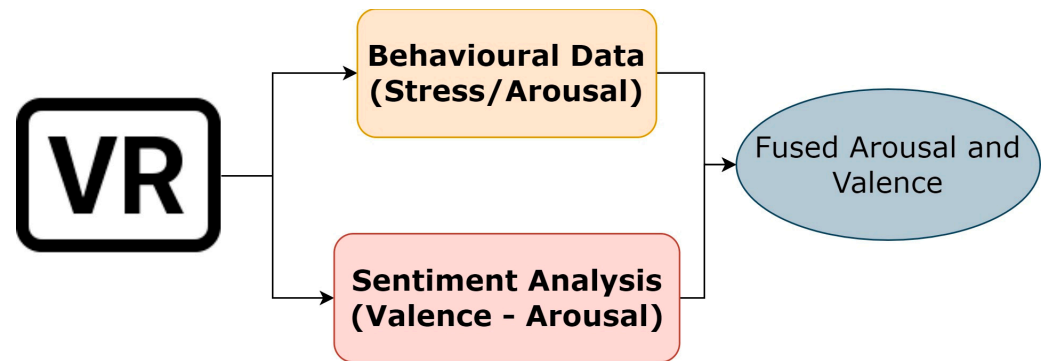 VR
Behavioural Data
(Stress/Arousal)
Sentiment Analysis
(Valence - Arousal)
Fused Arousal and
Valence